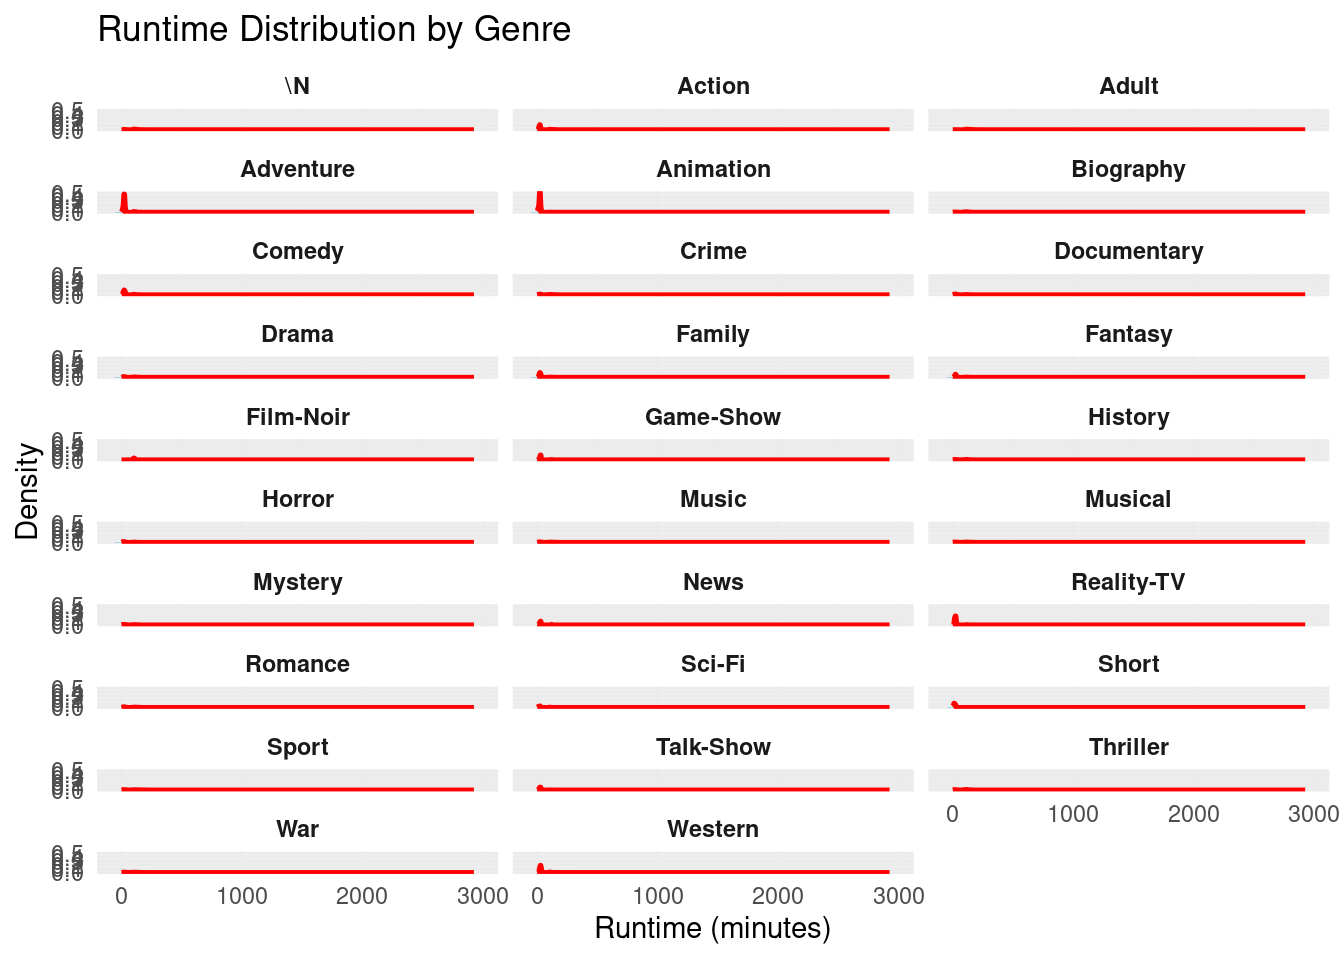 Runtime Distribution by Genre
\N Action Adult
Adventure Animation Biography
Comedy Crime Documentary
Drama Family Fantasy
Film-Noir Game-Show History
Horror Music Musical
Mystery News Reality-TV
Romance Sci-Fi Short
Sport Talk-Show Thriller
0 1000 2000 3000
War Western
0 1000 2000 3000 0 1000 2000 3000
Runtime (minutes)
Density